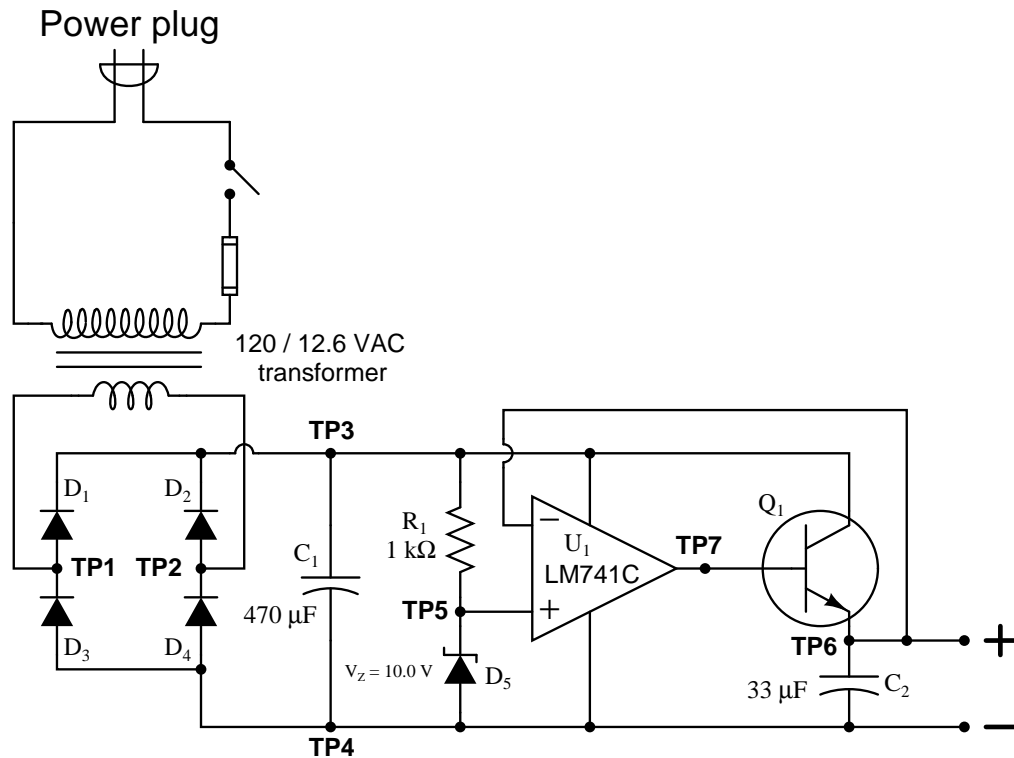 Power plug
120 / 12.6 VAC
transformer
TP3
D₁
D₂
Q₁
R₁
1 kΩ
−
U₁
LM741C
TP7
C₁
TP1
TP2
470 µF
TP5
+
D₃
D₄
TP6
+
V_Z = 10.0 V
D₅
33 µF
C₂
−
TP4